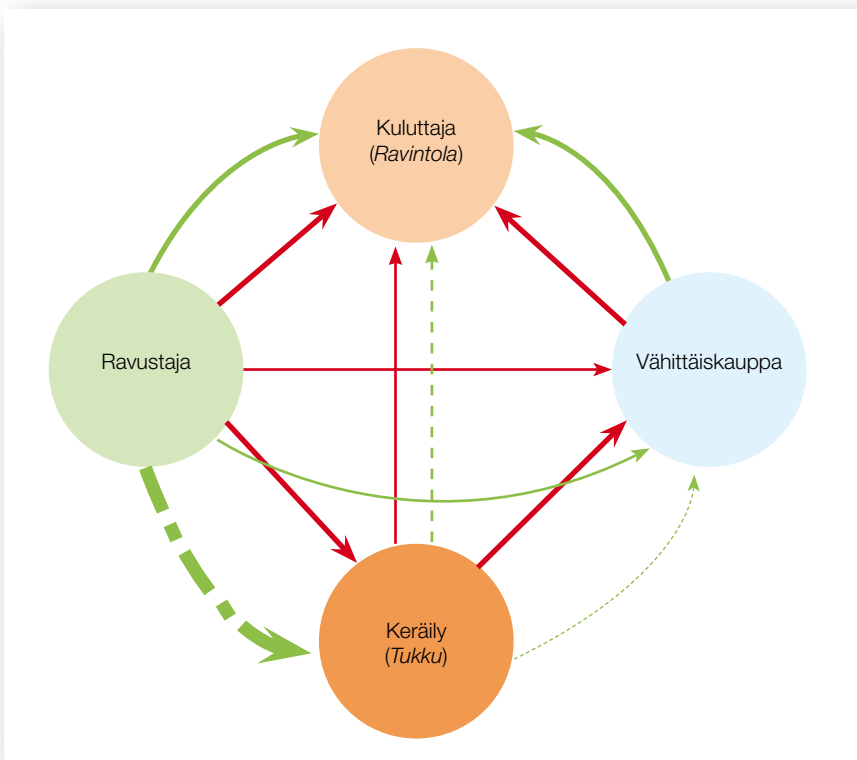 Kuluttaja
(Ravintola)
Ravustaja
Vähittäiskauppa
Keräily
(Tukku)